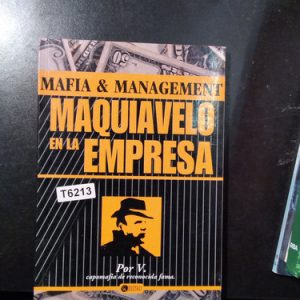 MAFIA & MANAGEMENT
MAQUIAVELO
EN LA
EMPRESA
T6213
Por V.
capomafia de reconocida fama.